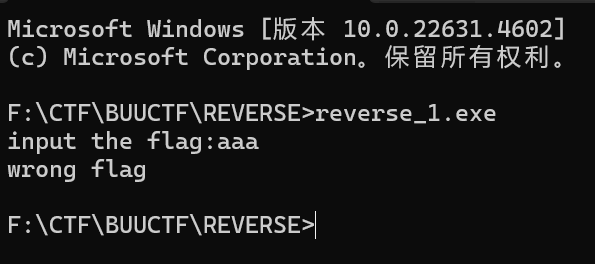 Microsoft Windows [版本 10.0.22631.4602]
(c) Microsoft Corporation。保留所有权利。
F:\CTF\BUUCTF\REVERSE>reverse_1.exe
input the flag:aaa
wrong flag
F:\CTF\BUUCTF\REVERSE>